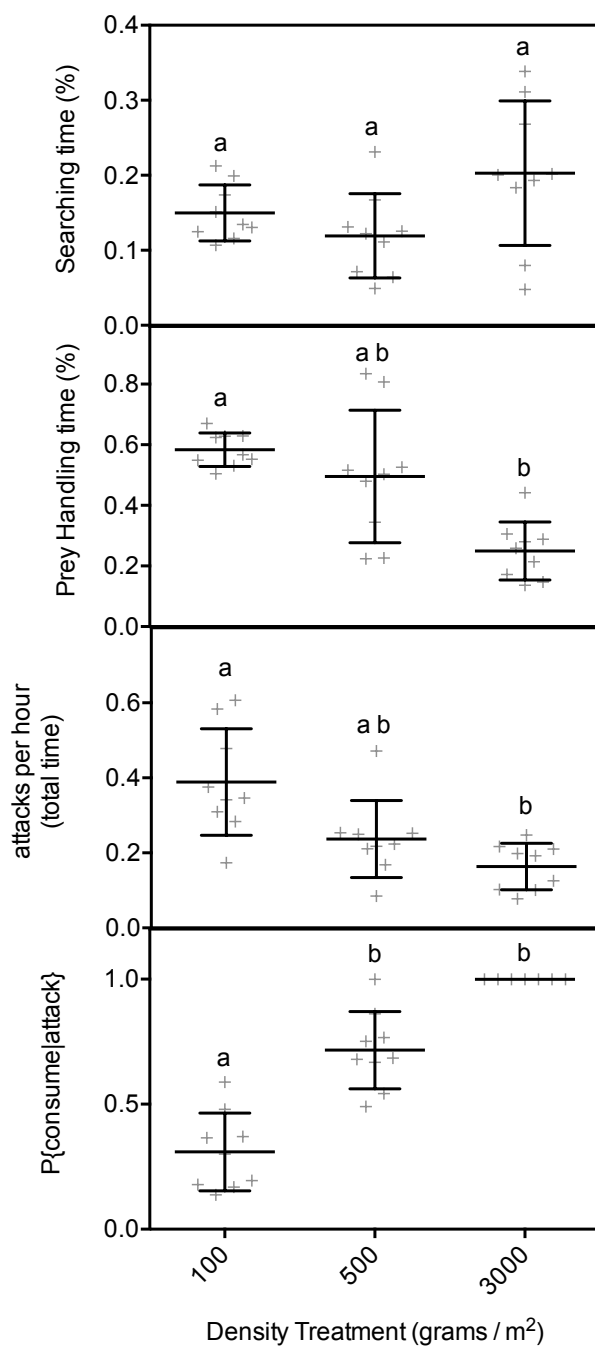 0.4
0.3
0.2
0.1
0.0
Searching time (%)
a
a
a
0.8
0.6
0.4
0.2
0.0
Prey Handling time (%)
a
a b
b
0.6
0.4
0.2
0.0
attacks per hour
(total time)
a
a b
b
1.0
0.5
0.0
P{consume|attack}
a
b
b
100
500
3000
Density Treatment (grams / m²)